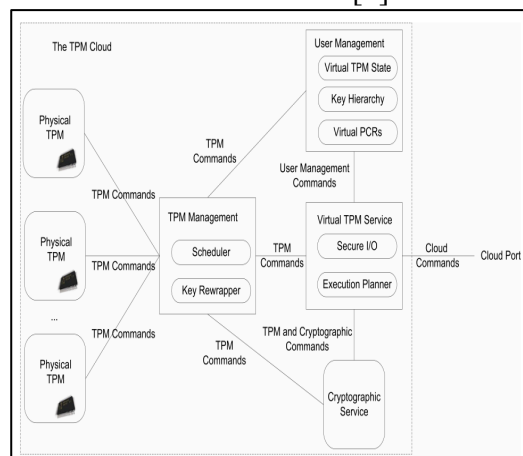 The TPM Cloud
User Management
Virtual TPM State
Key Hierarchy
Virtual PCRs
Physical
TPM
TPM
Commands
User Management
Commands
TPM Commands
TPM Management
Scheduler
Key Rewrapper
Virtual TPM Service
Secure I/O
Execution Planner
Physical
TPM
TPM Commands
TPM
Commands
Cloud
Commands
Cloud Port
...
TPM Commands
TPM and Cryptographic
Commands
TPM
Commands
Physical
TPM
Cryptographic
Service